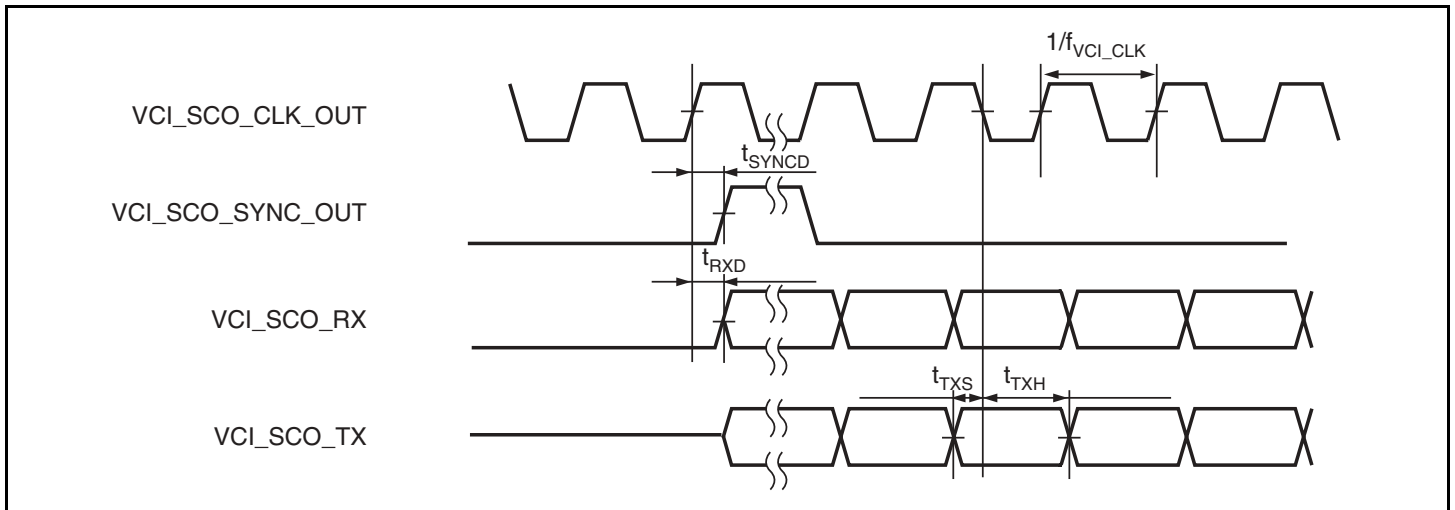 1/fVCI_CLK
VCI_SCO_CLK_OUT
tSYNCD
VCI_SCO_SYNC_OUT
tRXD
VCI_SCO_RX
tTXS tTXH
VCI_SCO_TX